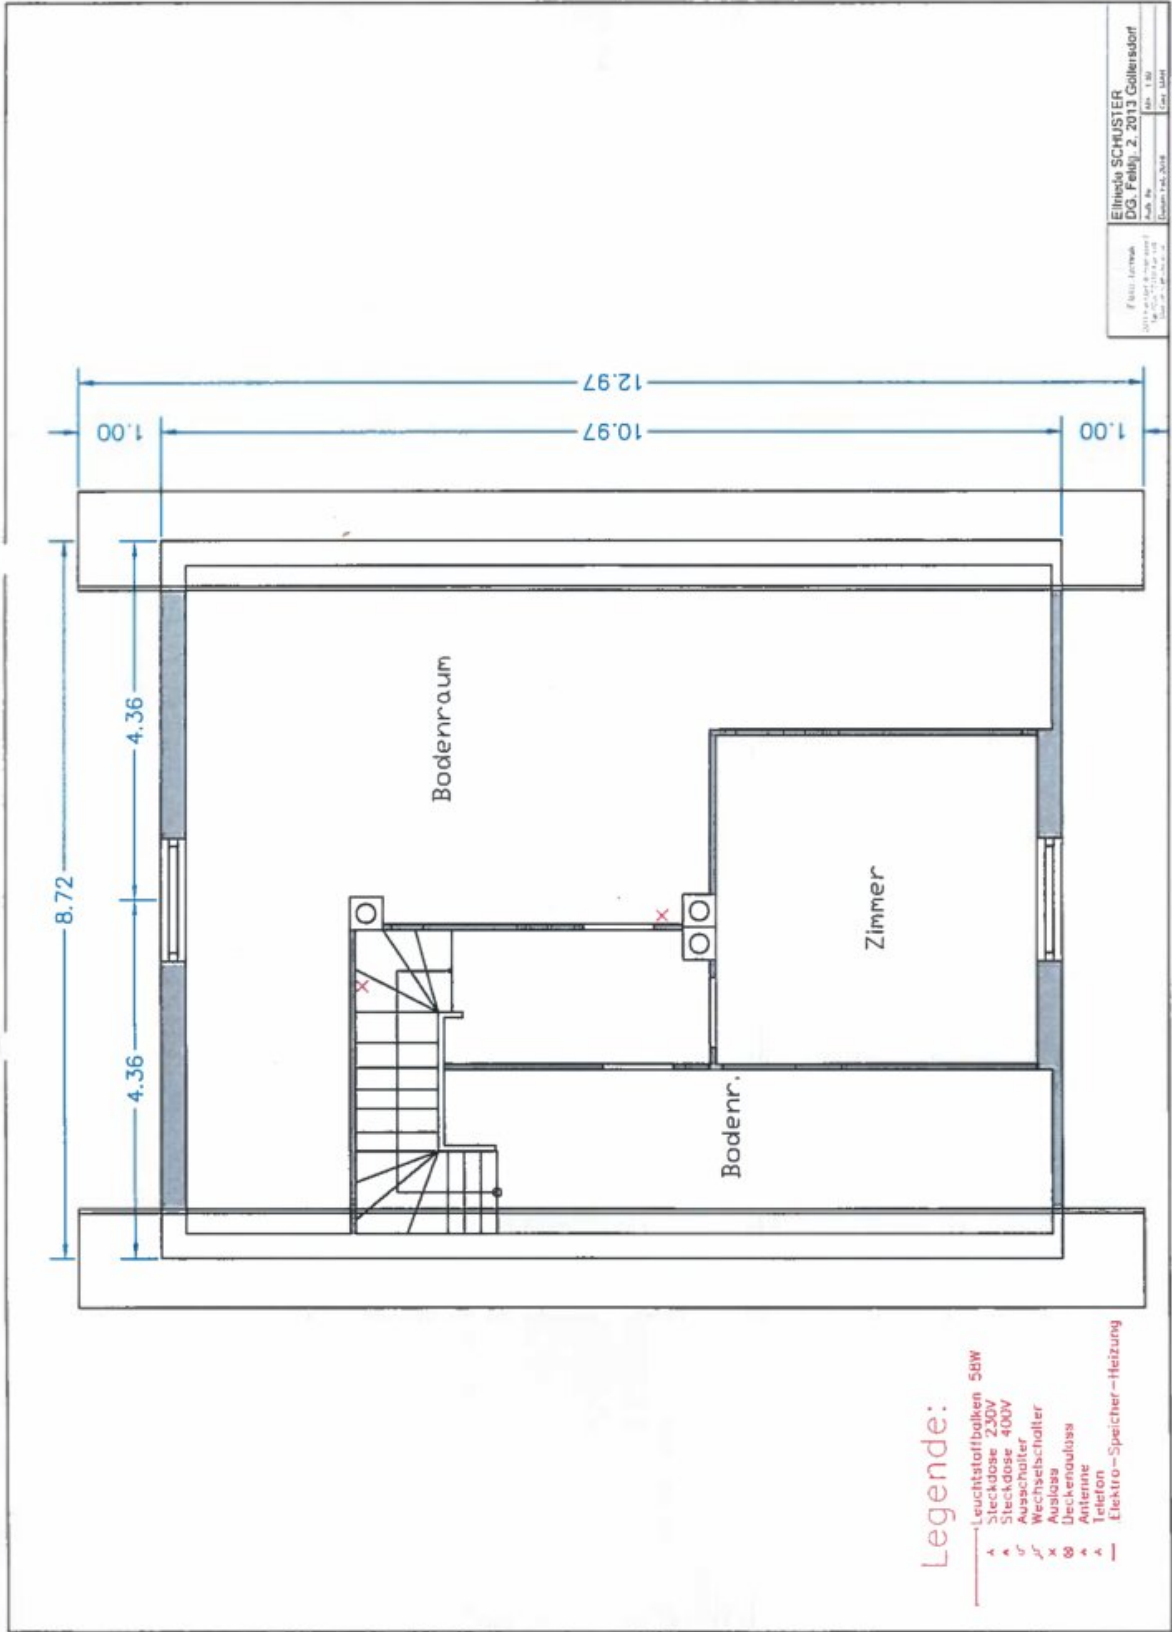 8.72
4.36
4.36
1.00
10.97
12.97
1.00
Bodenraum
Zimmer
Bodenr.
Legende:
Leuchtstoffbalken 58W
Steckdose 230V
Steckdose 400V
Ausschalter
Wechselschalter
Auslass
Deckenauslass
Antenne
Telefon
Elektro-Speicher-Heizung
Elfriede SCHUSTER
DG, Feldg. 2, 2013 Göllersdorf